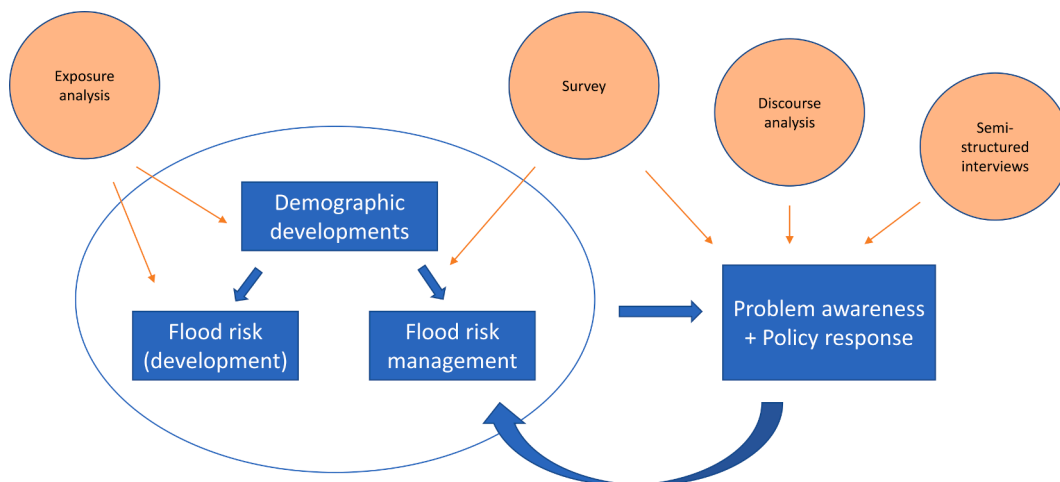 Exposure
analysis
Survey
Discourse
analysis
Semi-
structured
interviews
Demographic
developments
Flood risk
(development)
Flood risk
management
Problem awareness
+ Policy response